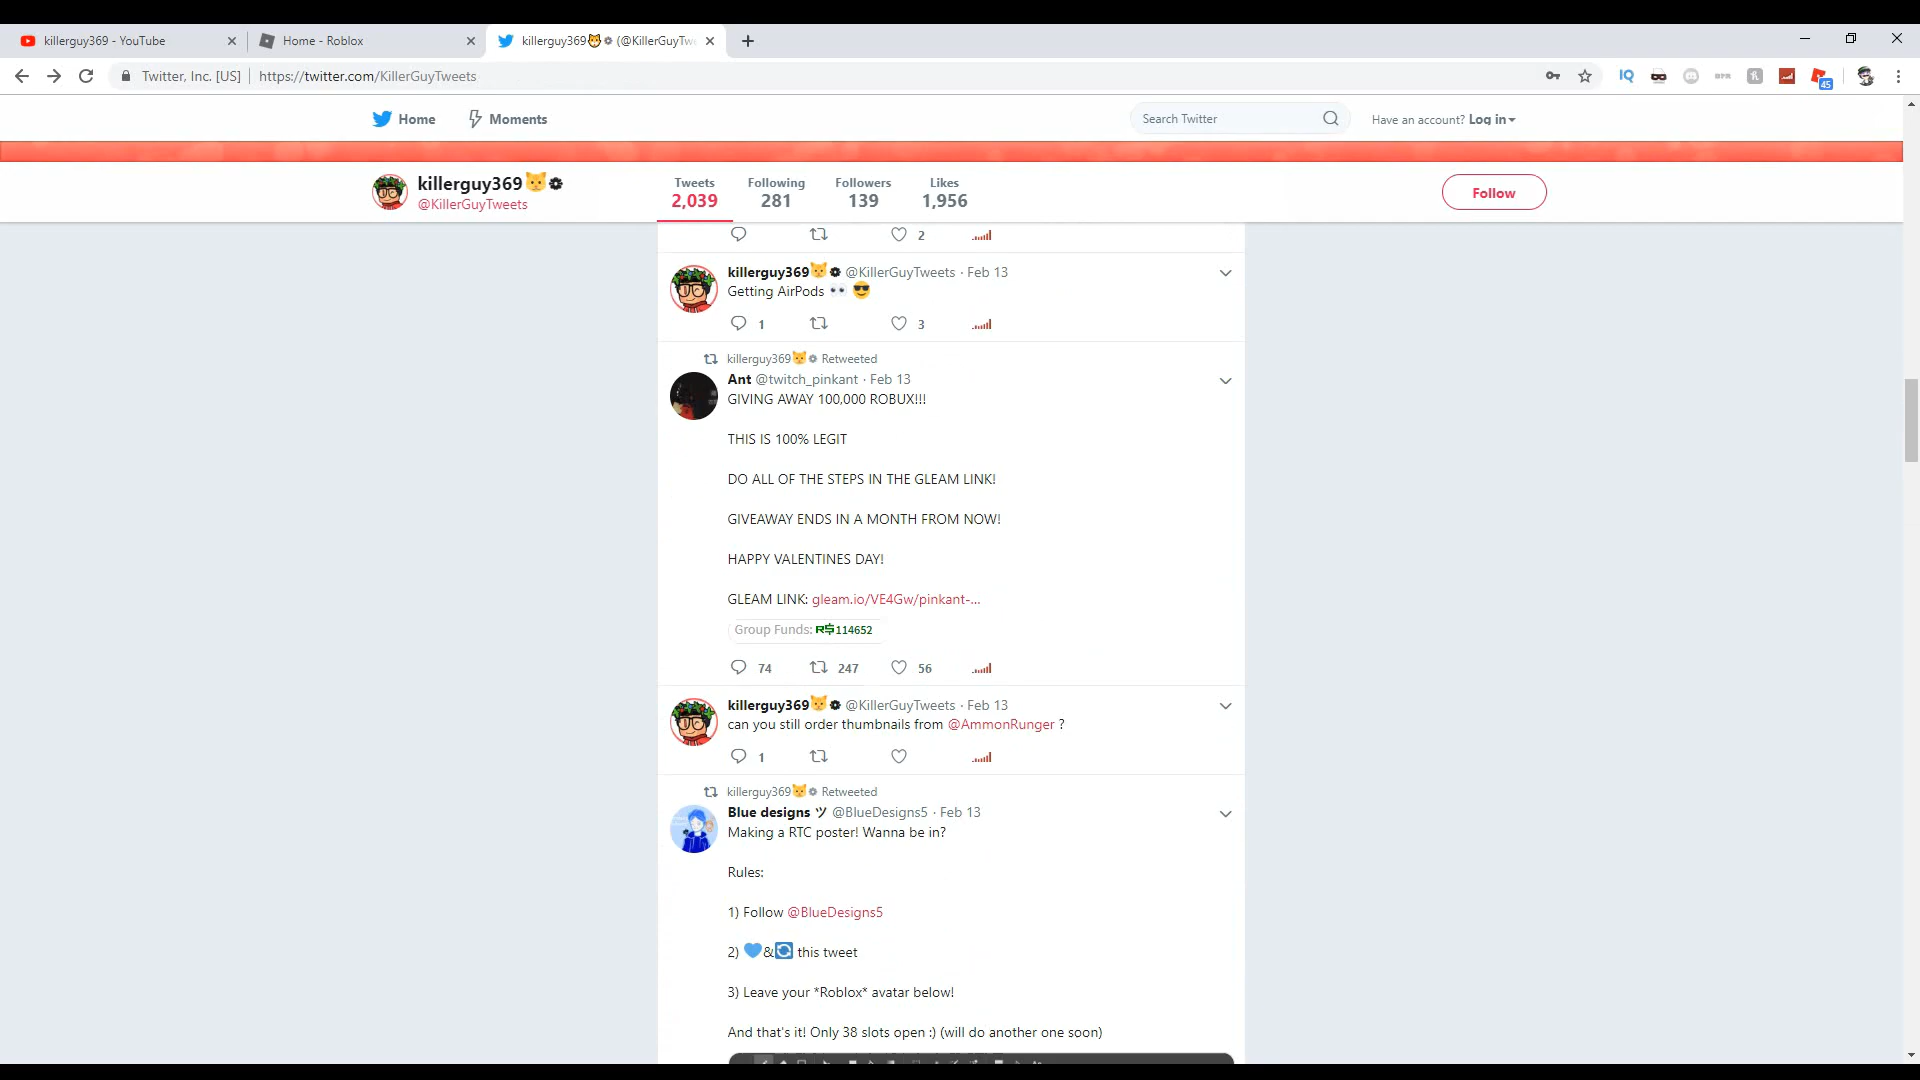 killerguy369 - YouTube
Home - Roblox
killerguy369🐱⚙ (@KillerGuyTwe
Twitter, Inc. [US] https://twitter.com/KillerGuyTweets
IQ
45
Home
Moments
Search Twitter
Have an account? Log in
killerguy369🐱⚙
@KillerGuyTweets
Tweets Following Followers Likes
2,039 281 139 1,956
Follow
2
killerguy369🐱⚙ @KillerGuyTweets · Feb 13
Getting AirPods 👀 😎
1 3
killerguy369🐱⚙ Retweeted
Ant @twitch_pinkant · Feb 13
GIVING AWAY 100,000 ROBUX!!!
THIS IS 100% LEGIT
DO ALL OF THE STEPS IN THE GLEAM LINK!
GIVEAWAY ENDS IN A MONTH FROM NOW!
HAPPY VALENTINES DAY!
GLEAM LINK: gleam.io/VE4Gw/pinkant-…
Group Funds: R$114652
74 247 56
killerguy369🐱⚙ @KillerGuyTweets · Feb 13
can you still order thumbnails from @AmmonRunger ?
1
killerguy369🐱⚙ Retweeted
Blue designs ツ @BlueDesigns5 · Feb 13
Making a RTC poster! Wanna be in?
Rules:
1) Follow @BlueDesigns5
2) 💙&🔄 this tweet
3) Leave your *Roblox* avatar below!
And that's it! Only 38 slots open :) (will do another one soon)